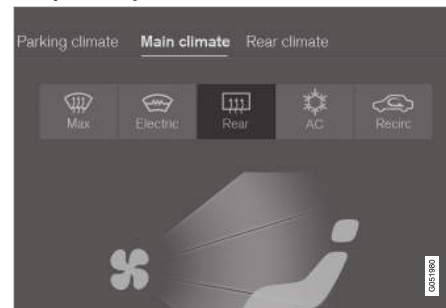 Parking climate Main climate Rear climate
Max Electric Rear AC Recirc
G051980